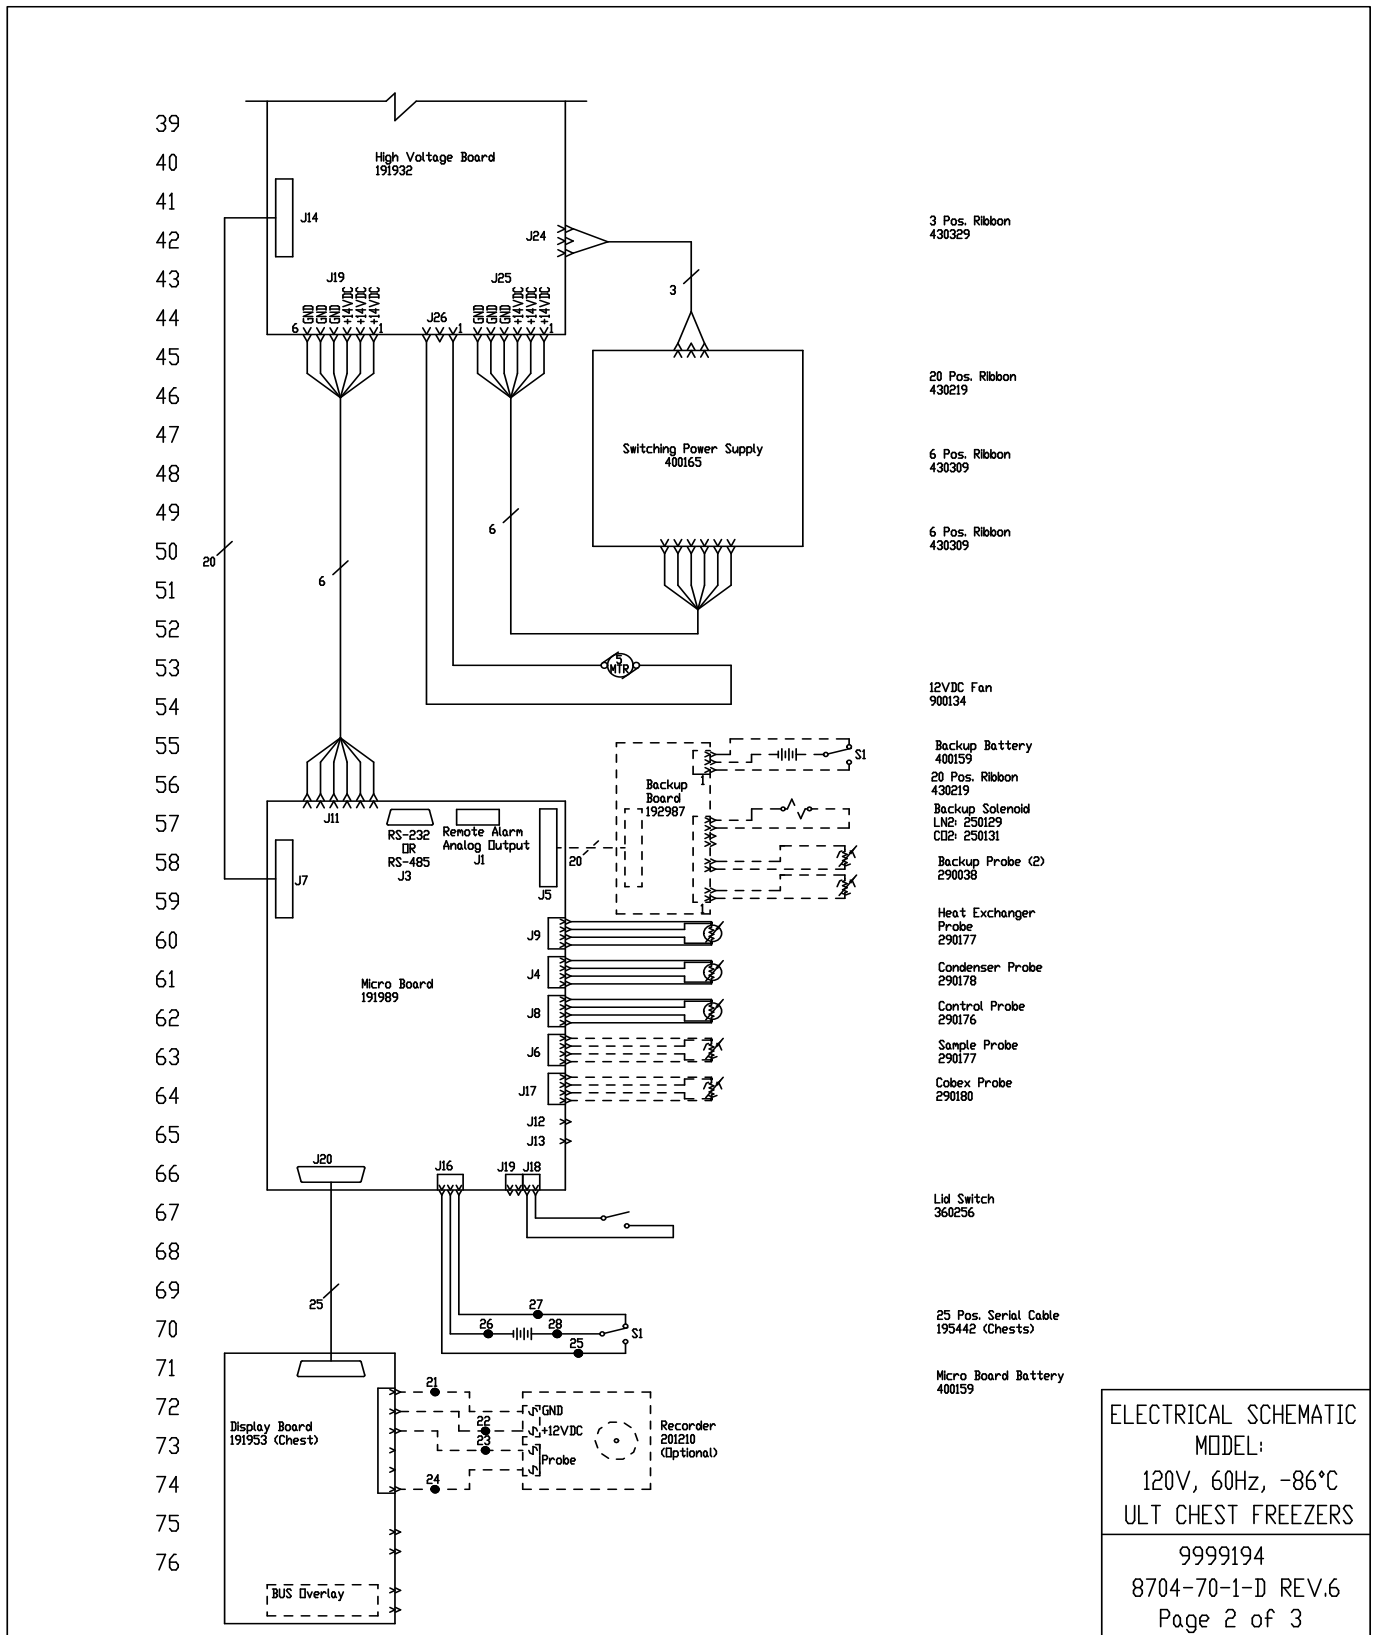 39
40
High Voltage Board
191932
41
J14
3 Pos. Ribbon
430329
42
J24
43
J19
J25
3
GND
GND
GND
+14VDC
+14VDC
+14VDC
GND
GND
GND
+14VDC
+14VDC
+14VDC
44
6
1
J26
1
1
45
46
20 Pos. Ribbon
430219
47
Switching Power Supply
400165
48
6 Pos. Ribbon
430309
49
6
50
20
6 Pos. Ribbon
430309
51
6
52
53
5
MTR
54
12VDC Fan
900134
55
S1
Backup Battery
400159
56
1
Backup
Board
192987
20 Pos. Ribbon
430219
57
J11
RS-232
OR
RS-485
J3
Remote Alarm
Analog Output
J1
Backup Solenoid
LN2: 250129
CO2: 250131
58
20
Backup Probe (2)
290038
J7
59
J5
1
Heat Exchanger
Probe
290177
60
J9
61
J4
Condenser Probe
290178
Micro Board
191989
62
J8
Control Probe
290176
63
J6
Sample Probe
290177
64
J17
Cobex Probe
290180
J12
65
J13
66
J20
J16
J19
J18
67
Lid Switch
360256
68
69
25
27
25 Pos. Serial Cable
195442 (Chests)
70
26
28
S1
25
71
Micro Board Battery
400159
21
72
GND
22
+12VDC
Display Board
191953 (Chest)
Recorder
201210
(Optional)
73
23
Probe
74
24
75
76
BUS Overlay
ELECTRICAL SCHEMATIC
MODEL:
120V, 60Hz, -86°C
ULT CHEST FREEZERS
9999194
8704-70-1-D REV.6
Page 2 of 3